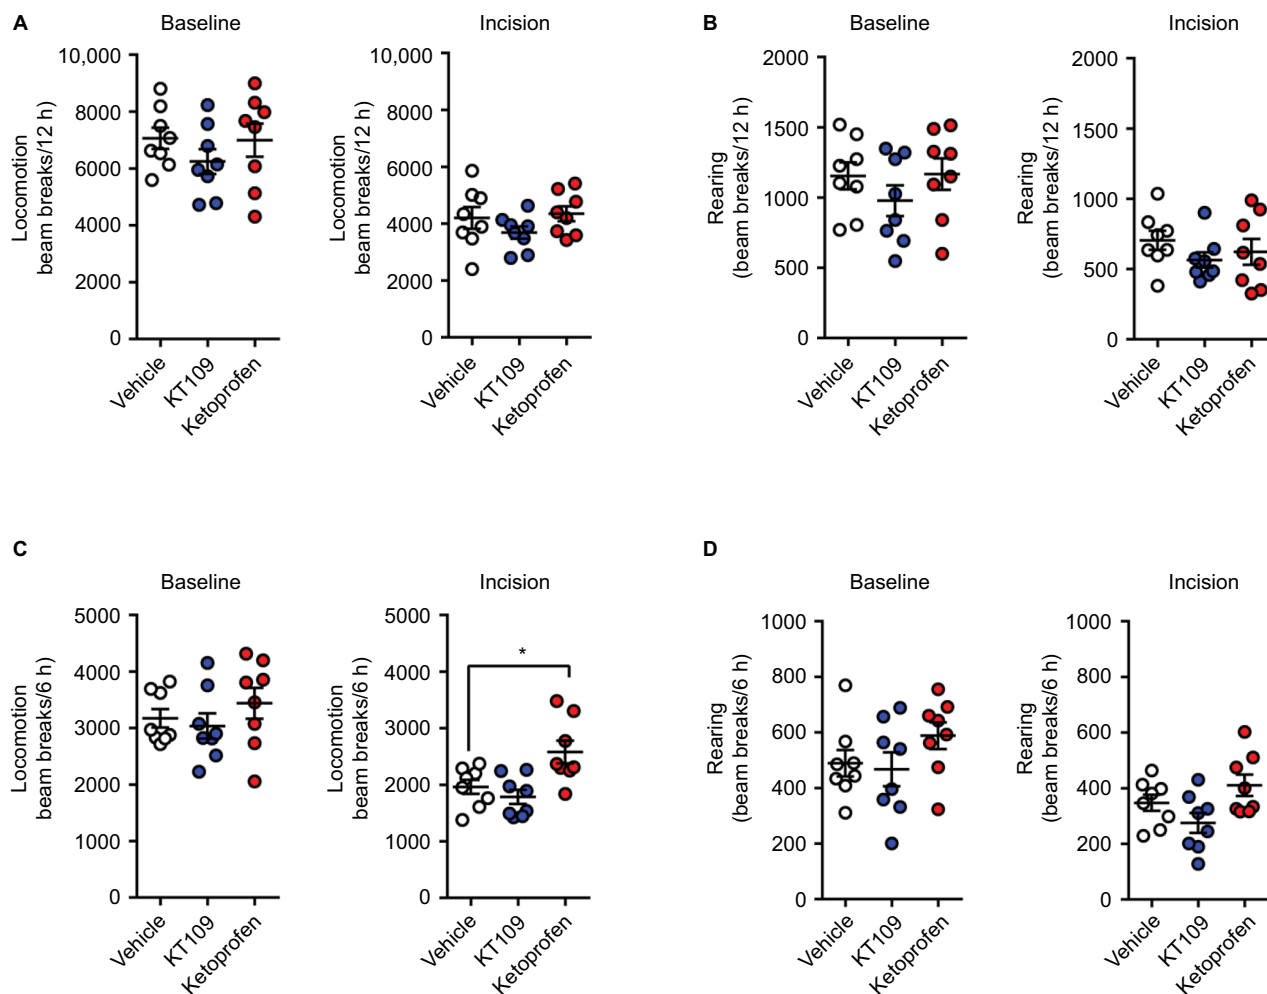 A
Baseline
Locomotion
beam breaks/12 h)
10,000
8000
6000
4000
2000
0
Vehicle
KT109
Ketoprofen
Incision
Locomotion
beam breaks/12 h)
10,000
8000
6000
4000
2000
0
Vehicle
KT109
Ketoprofen
B
Baseline
Rearing
(beam breaks/12 h)
2000
1500
1000
500
0
Vehicle
KT109
Ketoprofen
Incision
Rearing
(beam breaks/12 h)
2000
1500
1000
500
0
Vehicle
KT109
Ketoprofen
C
Baseline
Locomotion
beam breaks/6 h)
5000
4000
3000
2000
1000
0
Vehicle
KT109
Ketoprofen
Incision
Locomotion
beam breaks/6 h)
5000
4000
3000
2000
1000
0
*
Vehicle
KT109
Ketoprofen
D
Baseline
Rearing
(beam breaks/6 h)
1000
800
600
400
200
0
Vehicle
KT109
Ketoprofen
Incision
Rearing
(beam breaks/6 h)
1000
800
600
400
200
0
Vehicle
KT109
Ketoprofen